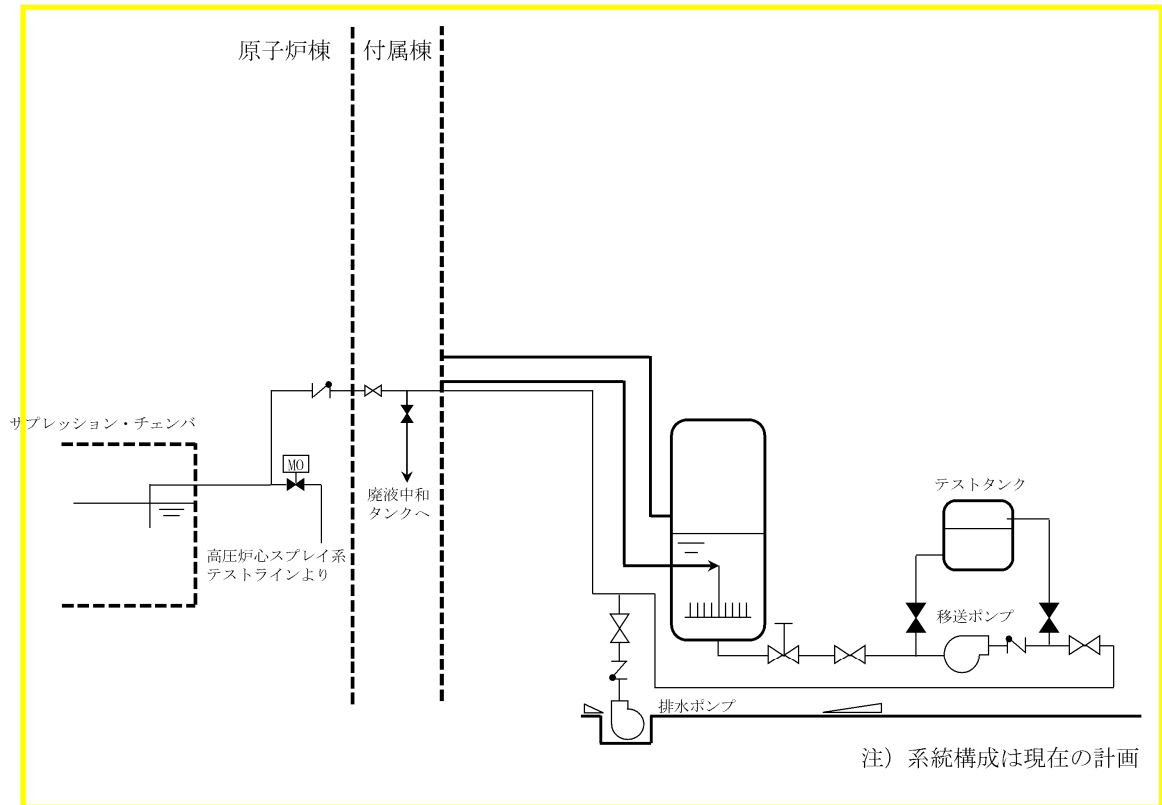 原子炉棟
付属棟
サプレッション・チェンバ
MO
廃液中和
タンクへ
高圧炉心スプレイ系
テストラインより
テストタンク
移送ポンプ
排水ポンプ
注）系統構成は現在の計画